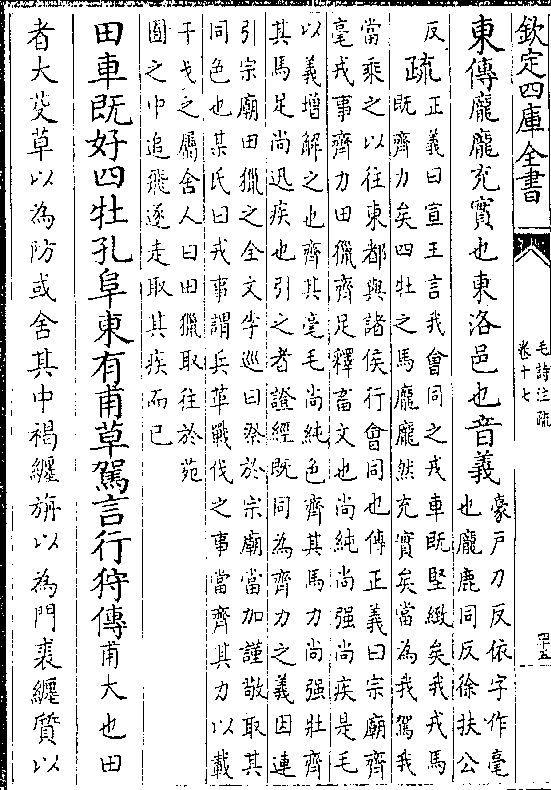 欽定四庫全書
毛詩注疏
卷十七
四十五
東傳龎龎充實也東洛邑也音義
豪戸刀反依字作毫
也龎鹿同反徐扶公
反
疏
正義曰宣王言我會同之戎車既堅緻矣我戎馬
既齊力矣四牡之馬龎龎然充實矣當為我駕我
當乘之以往東都與諸侯行會同也傳正義曰宗廟齊
毫戎事齊力田獵齊足釋畜文也尚純尚强尚疾是毛
以義增解之也齊其毫毛尚純色齊其馬力尚强壯齊
其馬足尚迅疾也引之者證經既同為齊力之義因連
引宗廟田獵之全文李巡曰祭於宗廟當加謹敬取其
同色也某氏曰戎事謂兵革戰伐之事當齊其力以載
干戈之屬舍人曰田獵取往於苑
囿之中追飛逐走取其疾而已
田車既好四牡孔阜東有甫草駕言行狩傳
甫大也田
者大芟草以為防或舍其中褐纏旃以為門裘纏質以